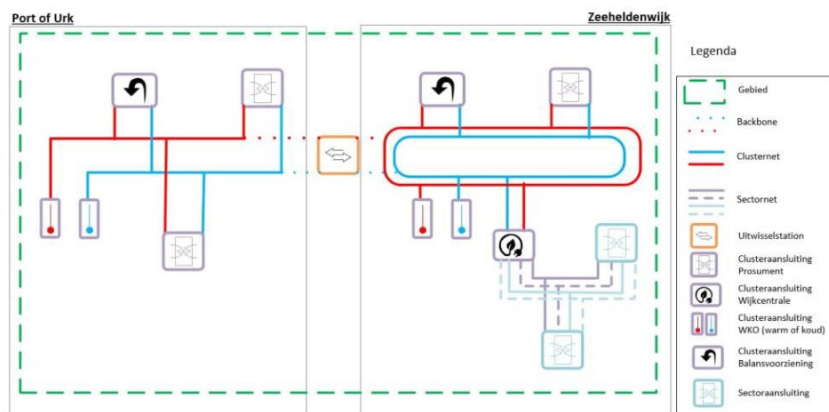 Port of Urk
Zeeheldenwijk
Legenda
Gebied
Backbone
Clusternet
Sectornet
Uitwisselstation
Clusteraansluiting
Prosument
Clusteraansluiting
Wijkcentrale
Clusteraansluiting
WKO (warm of koud)
Clusteraansluiting
Balansvoorziening
Sectoraansluiting